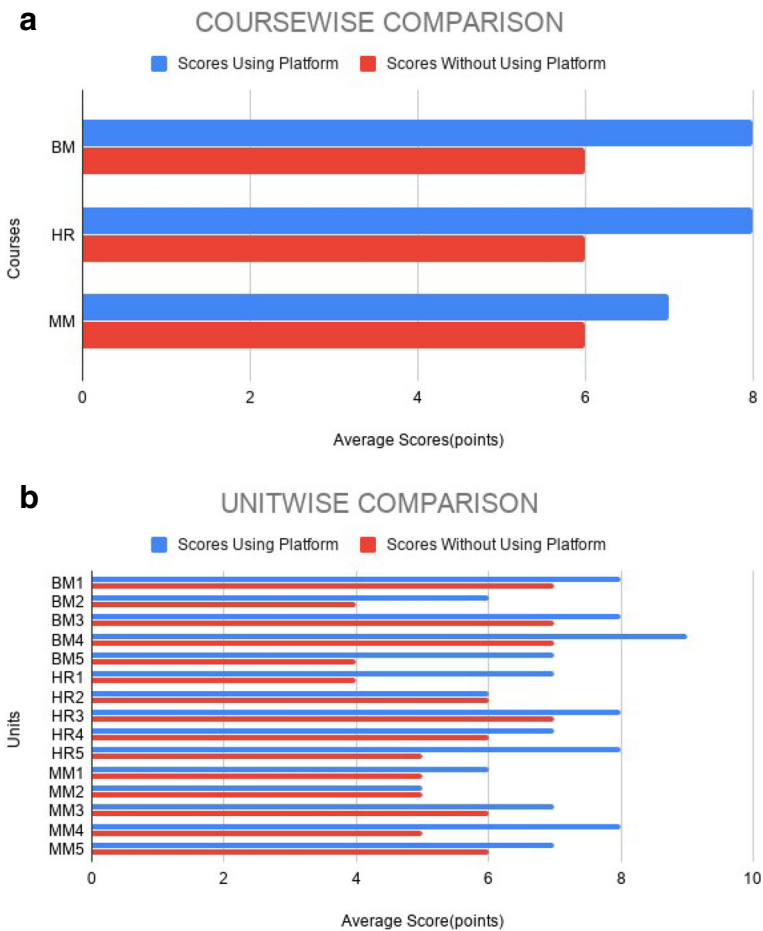 a
COURSEWISE COMPARISON
Scores Using Platform Scores Without Using Platform
BM
HR
MM
Courses
0 2 4 6 8
Average Scores(points)
b
UNITWISE COMPARISON
Scores Using Platform Scores Without Using Platform
BM1
BM2
BM3
BM4
BM5
HR1
HR2
HR3
HR4
HR5
MM1
MM2
MM3
MM4
MM5
Units
0 2 4 6 8 10
Average Score(points)